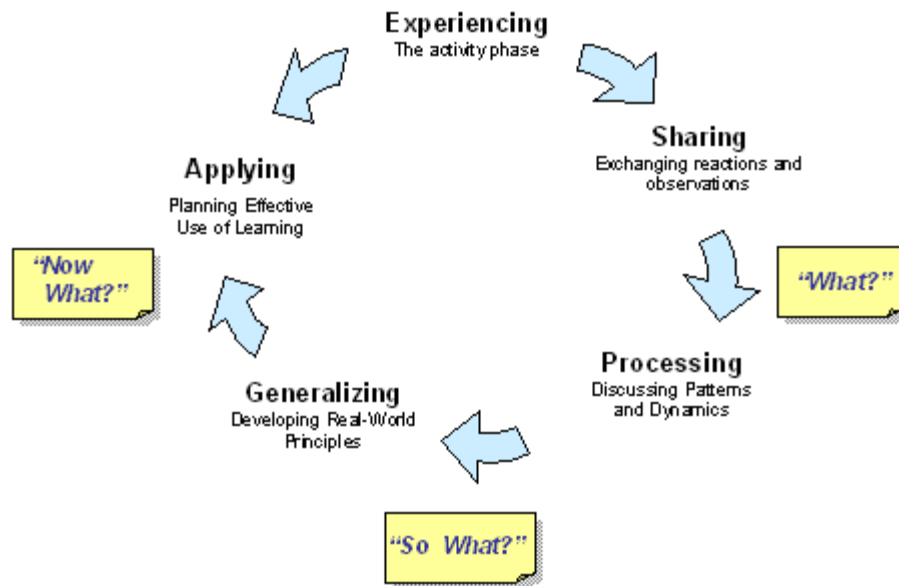 Experiencing
The activity phase
Sharing
Exchanging reactions and
observations
"What?"
Processing
Discussing Patterns
and Dynamics
"So What?"
Generalizing
Developing Real-World
Principles
"Now
What?"
Applying
Planning Effective
Use of Learning